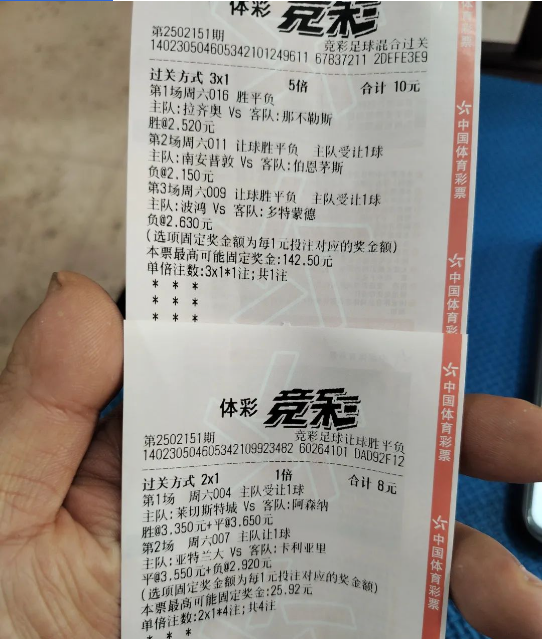 体彩 竞彩
第2502151期 竞彩足球混合过关
140230504605342101249611 67837211 2DEFE3E9
过关方式 3x1 5倍 合计 10元
第1场周六016 胜平负
主队:拉齐奥 Vs 客队:那不勒斯
胜@2.520元
第2场周六011 让球胜平负 主队受让1球
主队:南安普敦 Vs 客队:伯恩茅斯
负@2.150元
第3场周六009 让球胜平负 主队受让1球
主队:波鸿 Vs 客队:多特蒙德
负@2.630元
(选项固定奖金额为每1元投注对应的奖金额)
本票最高可能固定奖金:142.50元
单倍注数:3x1*1注;共1注
* * *
* * *
* * *
中国体育彩票
中国体育彩票
体彩 竞彩
第2502151期 竞彩足球让球胜平负
140230504605342109923482 60264101 DAD92F12
过关方式 2x1 1倍 合计 8元
第1场 周六004 主队受让1球
主队:莱切斯特城 Vs 客队:阿森纳
胜@3.350元+平@3.650元
第2场 周六007 主队让1球
主队:亚特兰大 Vs 客队:卡利亚里
平@3.550元+负@2.920元
(选项固定奖金额为每1元投注对应的奖金额)
本票最高可能固定奖金:25.92元
单倍注数:2x1*4注;共4注
* * *
中国体育彩票
中国体育彩票